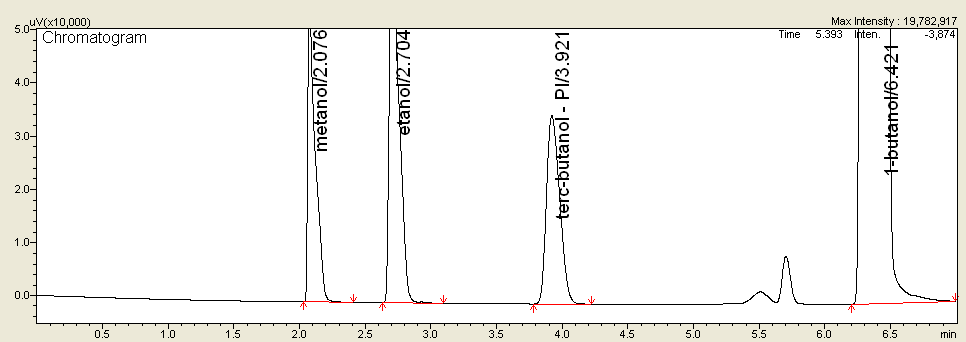 uV(x10,000)
Max Intensity : 19,782,917
Chromatogram
Time 5.393 Inten. -3,874
5.0
4.0
3.0
2.0
1.0
0.0
metanol/2.076
etanol/2.704
terc-butanol - PI/3.921
1-butanol/6.421
0.5 1.0 1.5 2.0 2.5 3.0 3.5 4.0 4.5 5.0 5.5 6.0 6.5 min